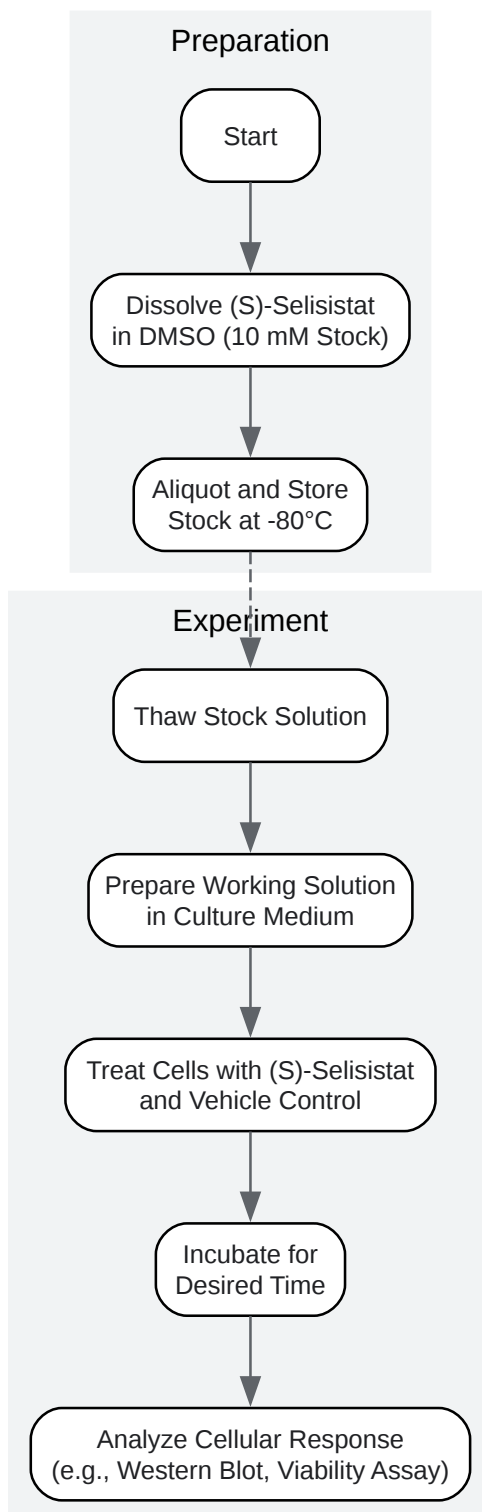 Preparation
Start
Dissolve (S)-Selisistat
in DMSO (10 mM Stock)
Aliquot and Store
Stock at -80°C
Experiment
Thaw Stock Solution
Prepare Working Solution
in Culture Medium
Treat Cells with (S)-Selisistat
and Vehicle Control
Incubate for
Desired Time
Analyze Cellular Response
(e.g., Western Blot, Viability Assay)